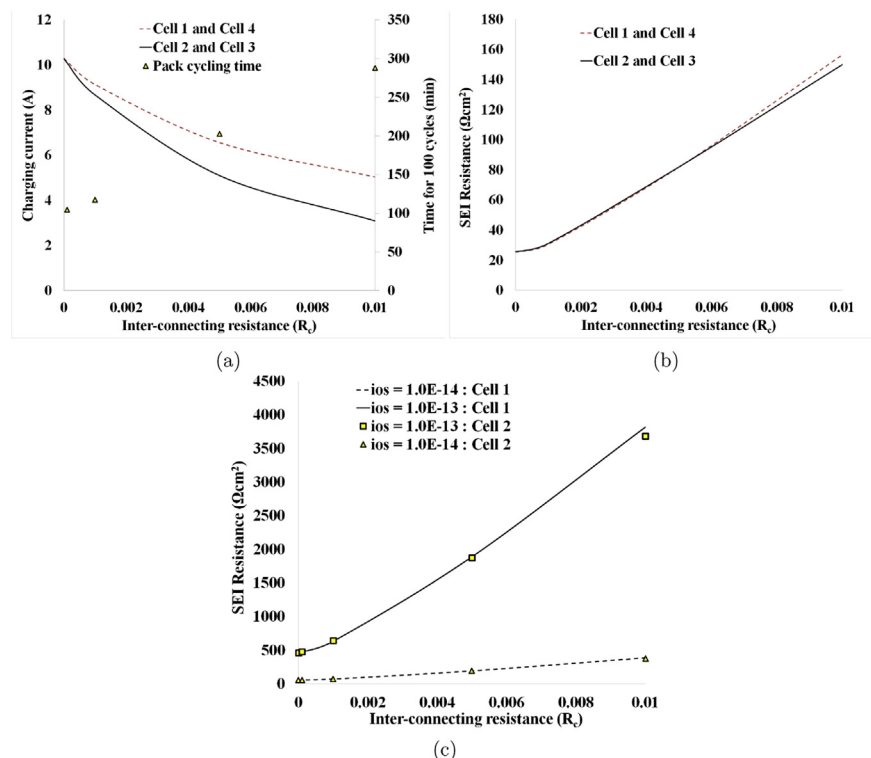 12
10
8
6
4
2
0
Charging current (A)
Cell 1 and Cell 4
Cell 2 and Cell 3
Pack cycling time
350
300
250
200
150
100
50
0
Time for 100 cycles (min)
0 0.002 0.004 0.006 0.008 0.01
Inter-connecting resistance (Rc)
(a)
180
160
140
120
100
80
60
40
20
0
SEI Resistance (Ωcm²)
Cell 1 and Cell 4
Cell 2 and Cell 3
0 0.002 0.004 0.006 0.008 0.01
Inter-connecting resistance (Rc)
(b)
4500
4000
3500
3000
2500
2000
1500
1000
500
0
SEI Resistance (Ωcm²)
ios = 1.0E-14 : Cell 1
ios = 1.0E-13 : Cell 1
ios = 1.0E-13 : Cell 2
ios = 1.0E-14 : Cell 2
0 0.002 0.004 0.006 0.008 0.01
Inter-connecting resistance (Rc)
(c)